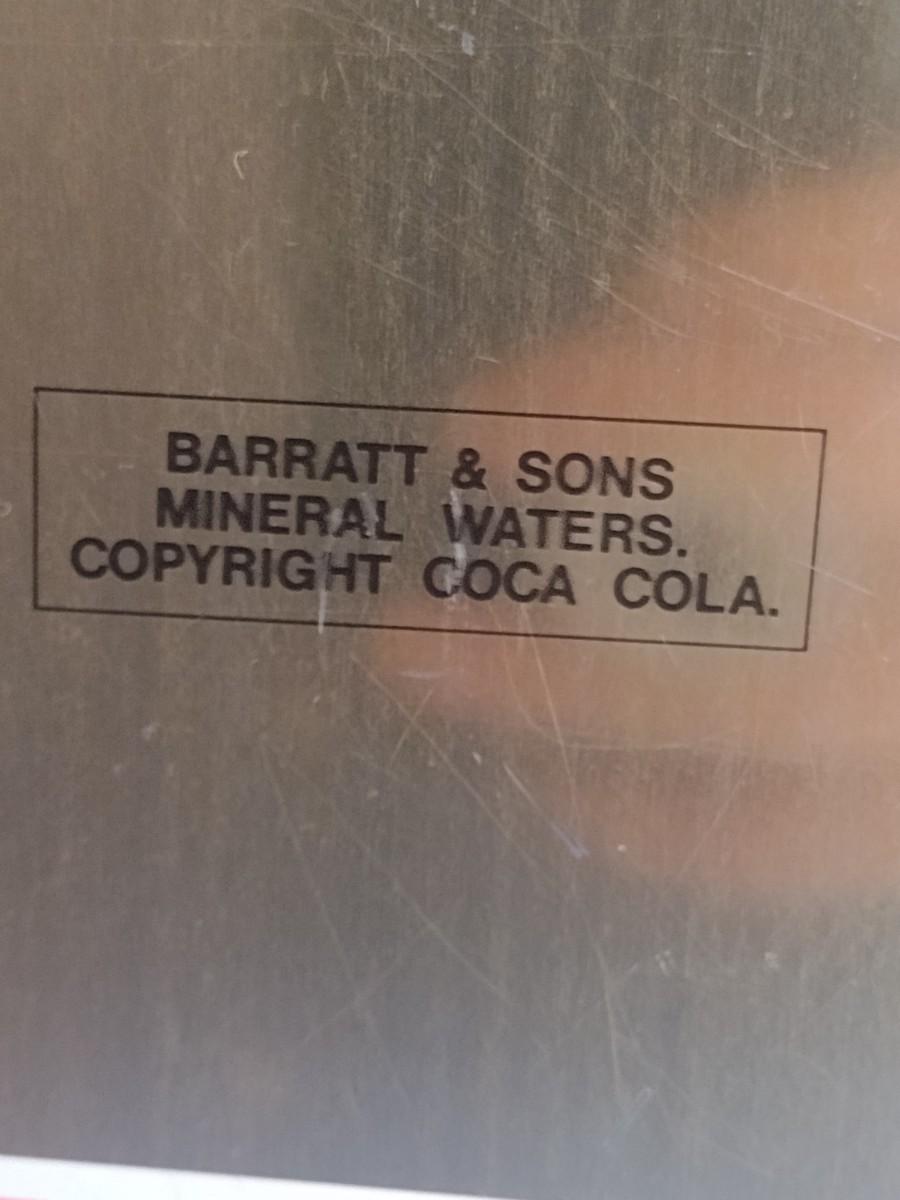 BARRATT & SONS
MINERAL WATERS.
COPYRIGHT COCA COLA.